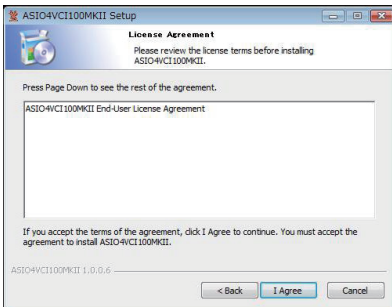 ASIO4VCI100MKII Setup
License Agreement
Please review the license terms before installing
ASIO4VCI100MKII.
Press Page Down to see the rest of the agreement.
ASIO4VCI100MKII End-User License Agreement
If you accept the terms of the agreement, click I Agree to continue. You must accept the
agreement to install ASIO4VCI100MKII.
ASIO4VCI100MKII 1.0.0.6
< Back
I Agree
Cancel